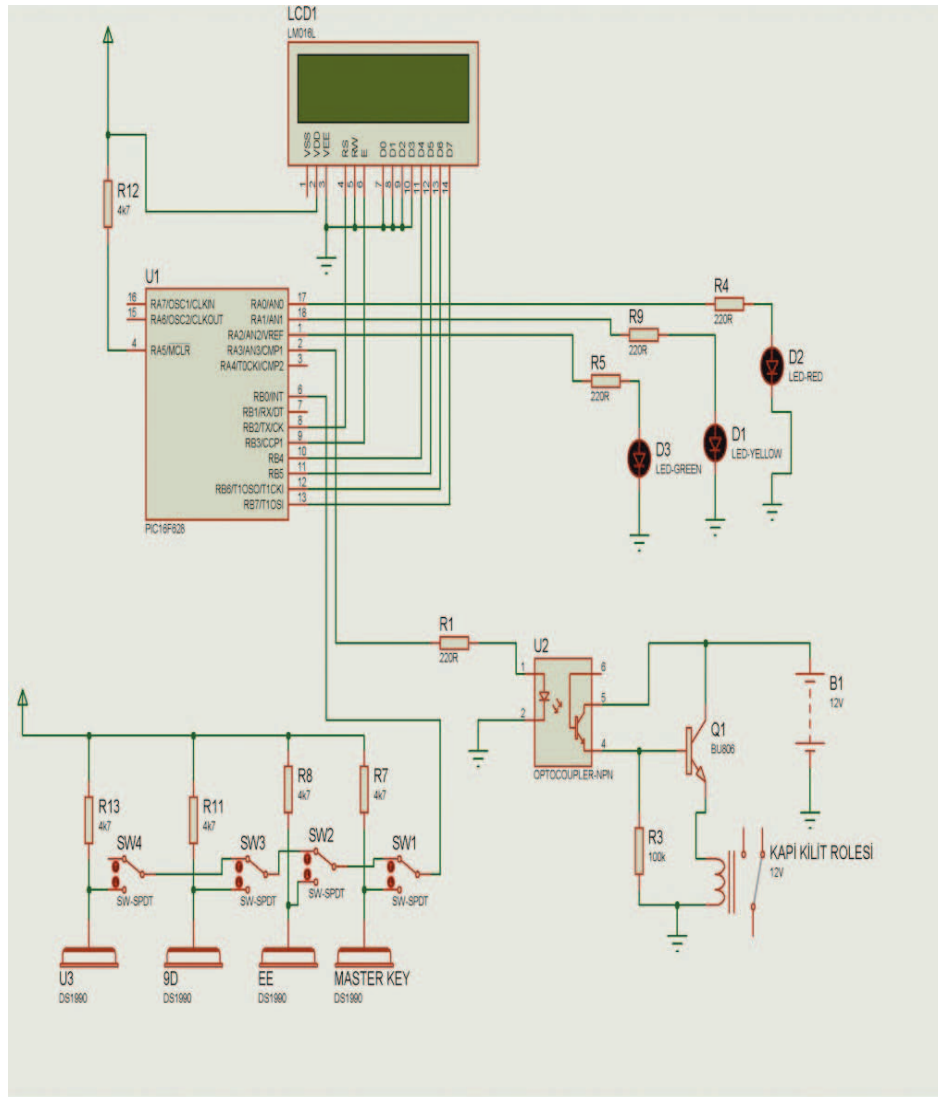 LCD1
LM016L
VSS
VDD
VEE
RS
RW
E
D0
D1
D2
D3
D4
D5
D6
D7
1
2
3
4
5
6
7
8
9
10
11
12
13
14
R12
4k7
U1
16 RA7/OSC1/CLKIN RA0/AN0 17
15 RA6/OSC2/CLKOUT RA1/AN1 18
RA2/AN2/VREF 1
4 RA5/MCLR RA3/AN3/CMP1 2
RA4/T0CKI/CMP2 3
RB0/INT 6
RB1/RX/DT 7
RB2/TX/CK 8
RB3/CCP1 9
RB4 10
RB5 11
RB6/T1OSO/T1CKI 12
RB7/T1OSI 13
PIC16F628
R4
220R
R9
220R
R5
220R
D2
LED-RED
D1
LED-YELLOW
D3
LED-GREEN
R1
220R
U2
1
2
6
5
4
OPTOCOUPLER-NPN
Q1
BU806
B1
12V
R3
100k
KAPİ KİLİT ROLESİ
12V
R13
4k7
R11
4k7
R8
4k7
R7
4k7
SW4
SW-SPDT
SW3
SW-SPDT
SW2
SW-SPDT
SW1
SW-SPDT
U3
DS1990
9D
DS1990
EE
DS1990
MASTER KEY
DS1990